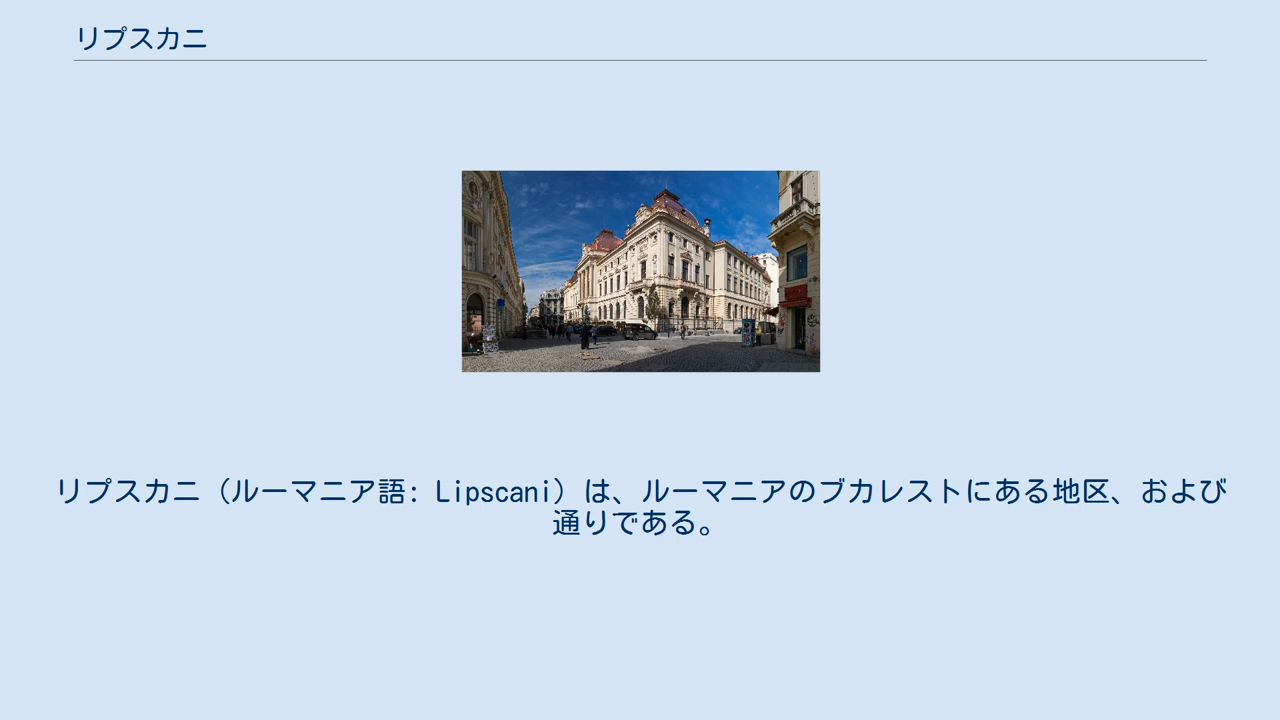 リプスカニ
リプスカニ（ルーマニア語: Lipscani）は、ルーマニアのブカレストにある地区、および
通りである。